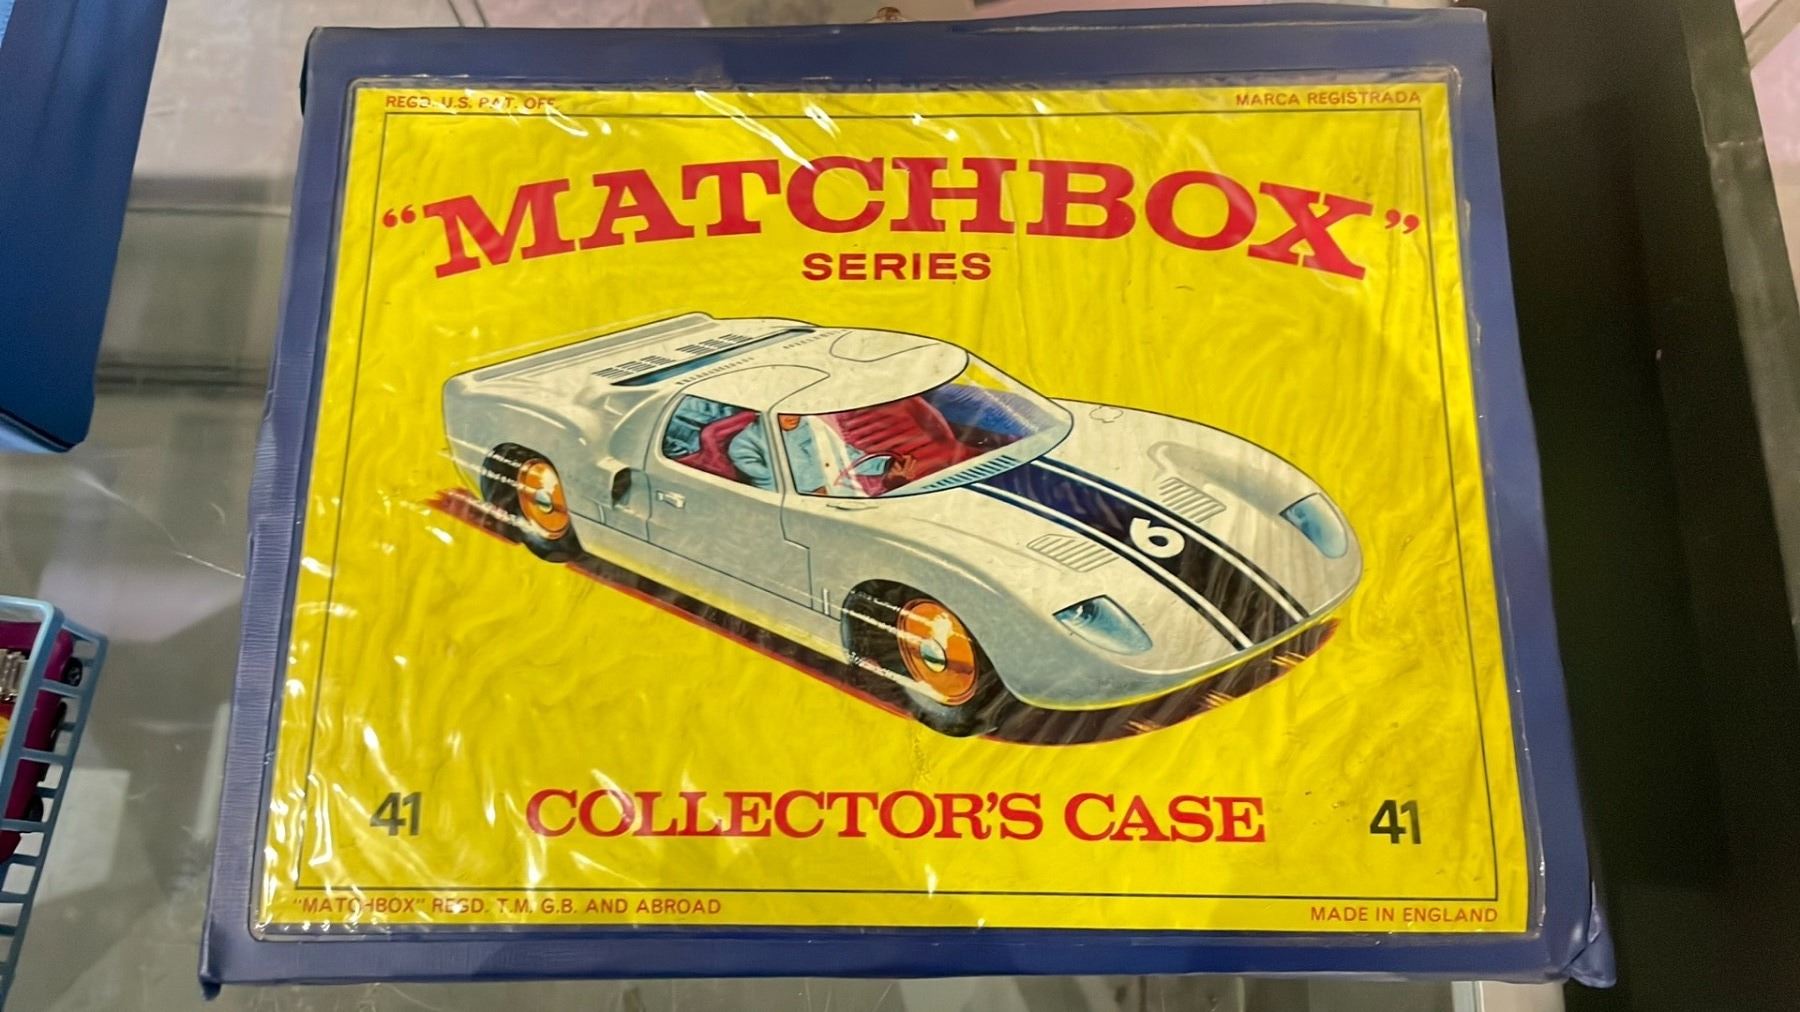 REGD. U.S. PAT. OFF. MARCA REGISTRADA
"MATCHBOX"
SERIES
6
41 COLLECTOR'S CASE 41
"MATCHBOX" REGD. T.M. G.B. AND ABROAD MADE IN ENGLAND